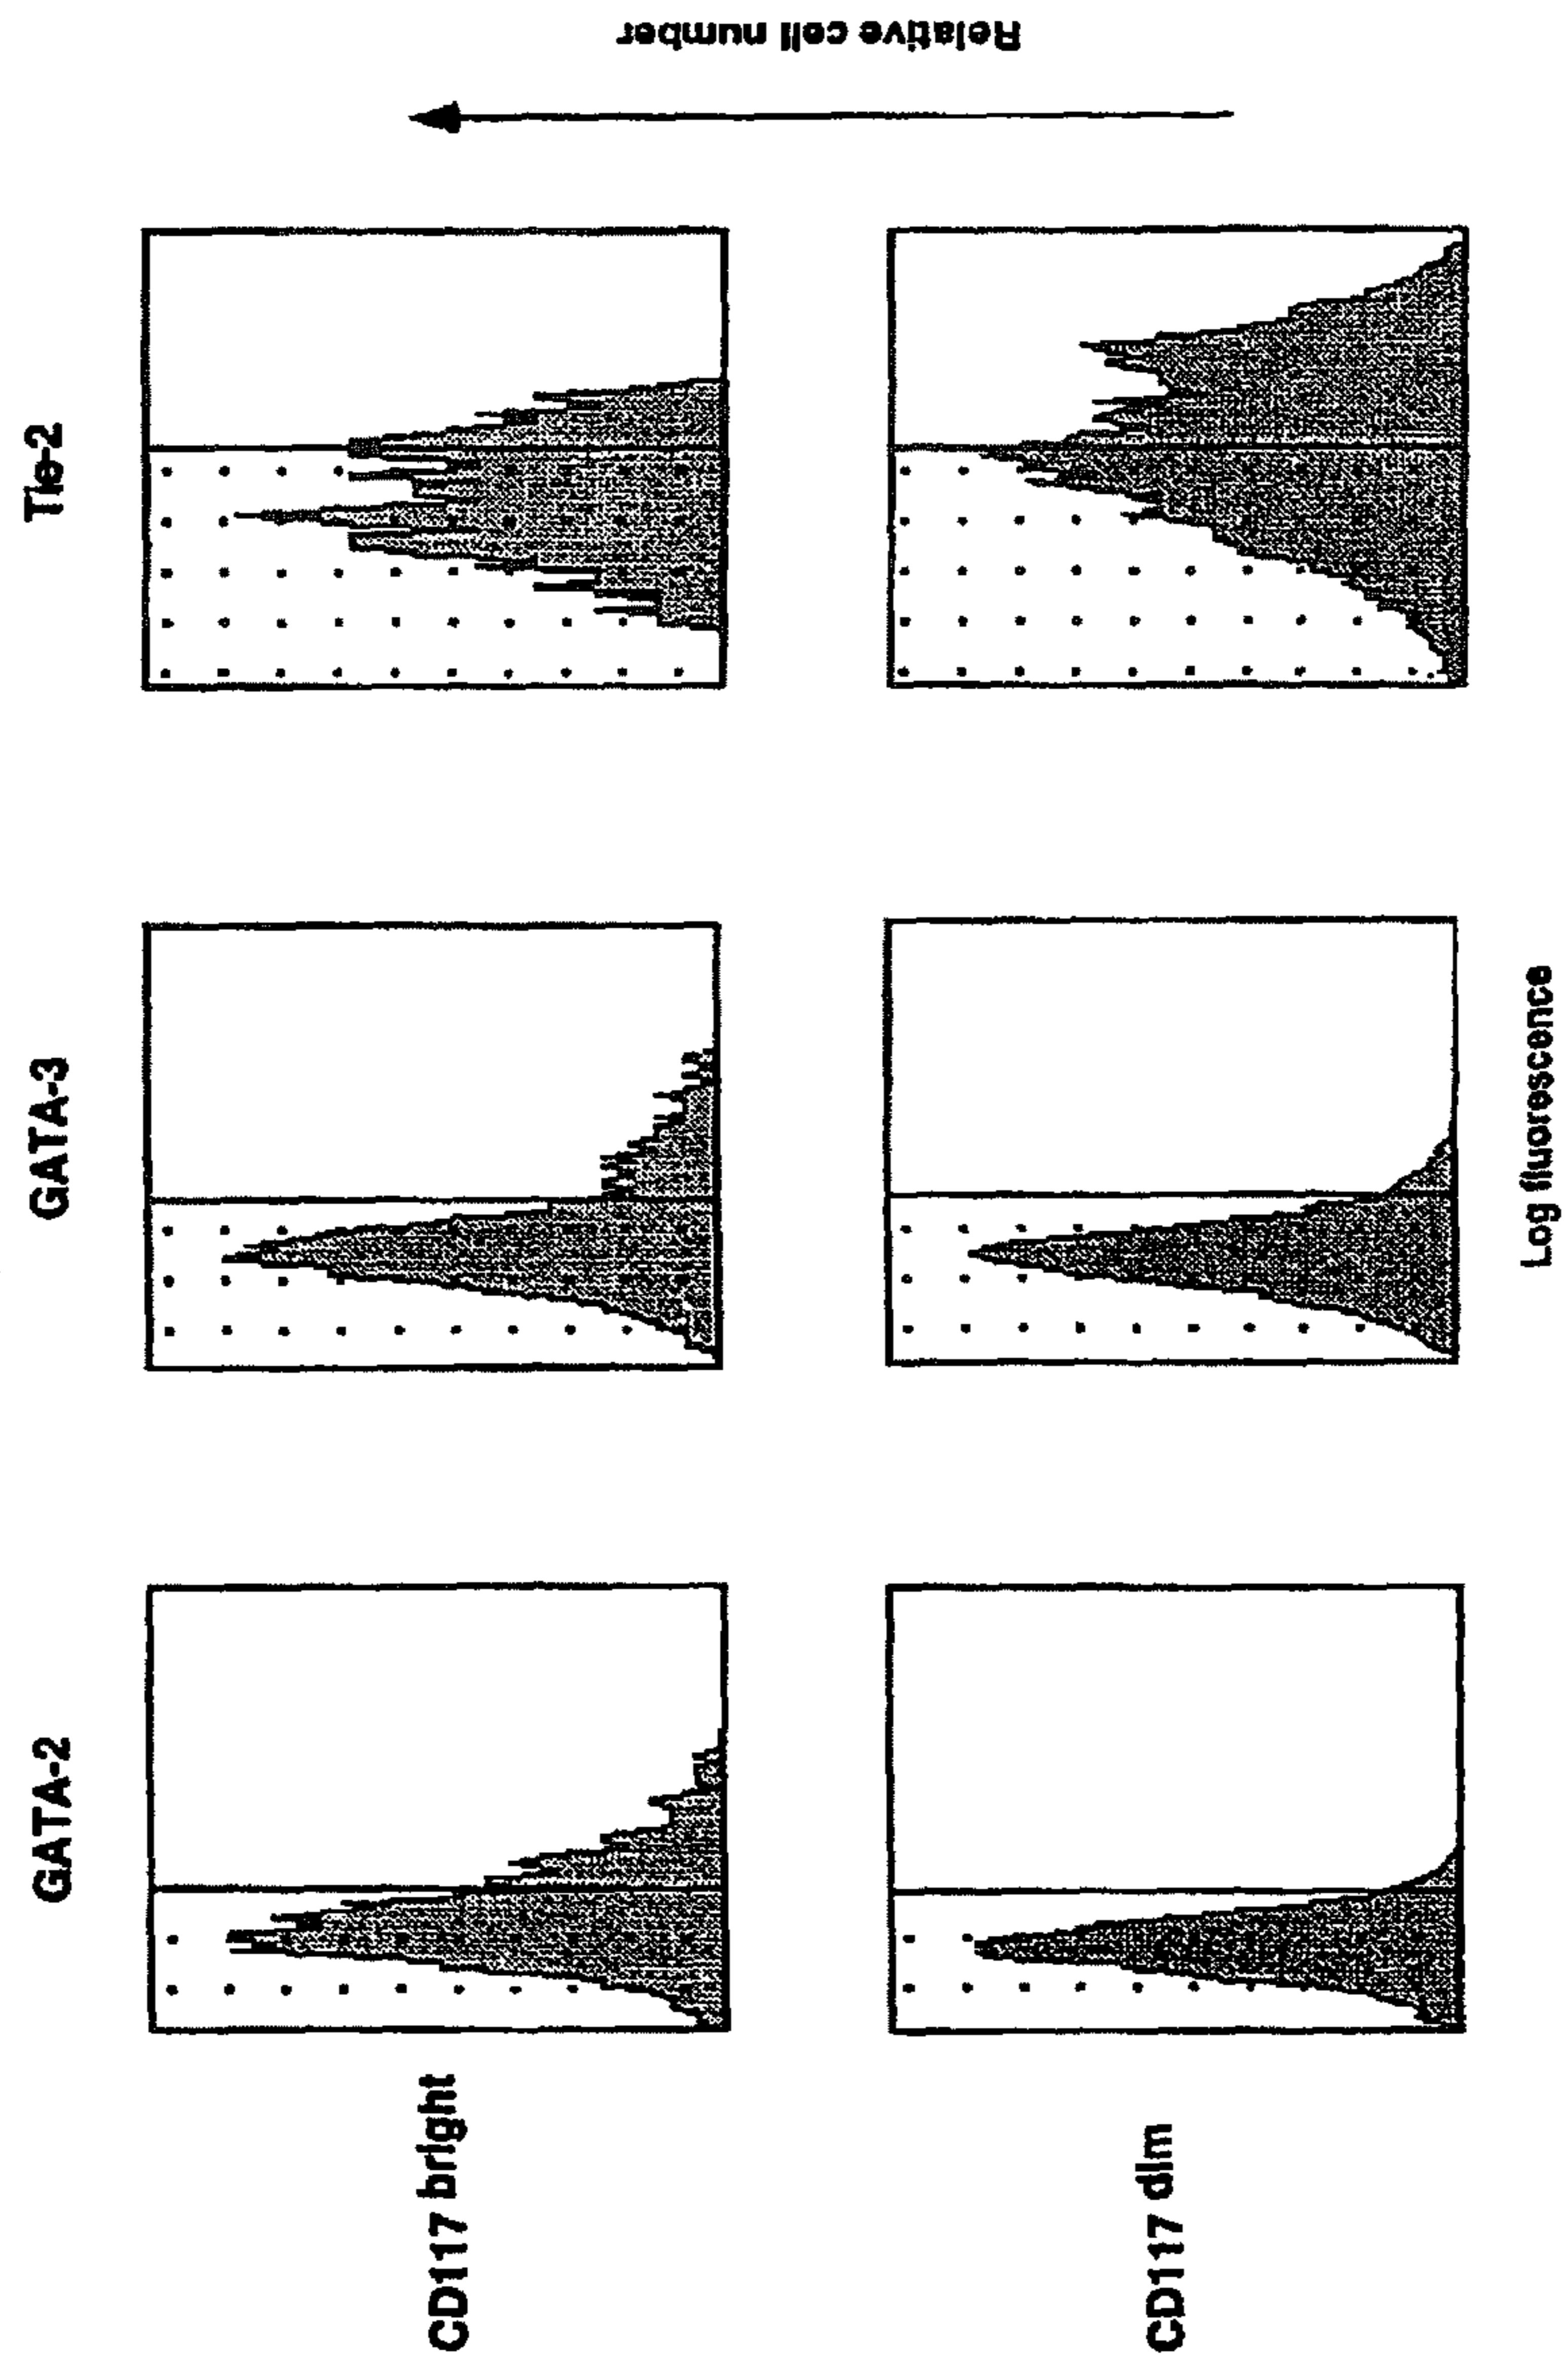 GATA-2
GATA-3
Tie-2
CD117 bright
CD117 dim
Log fluorescence
Relative cell number